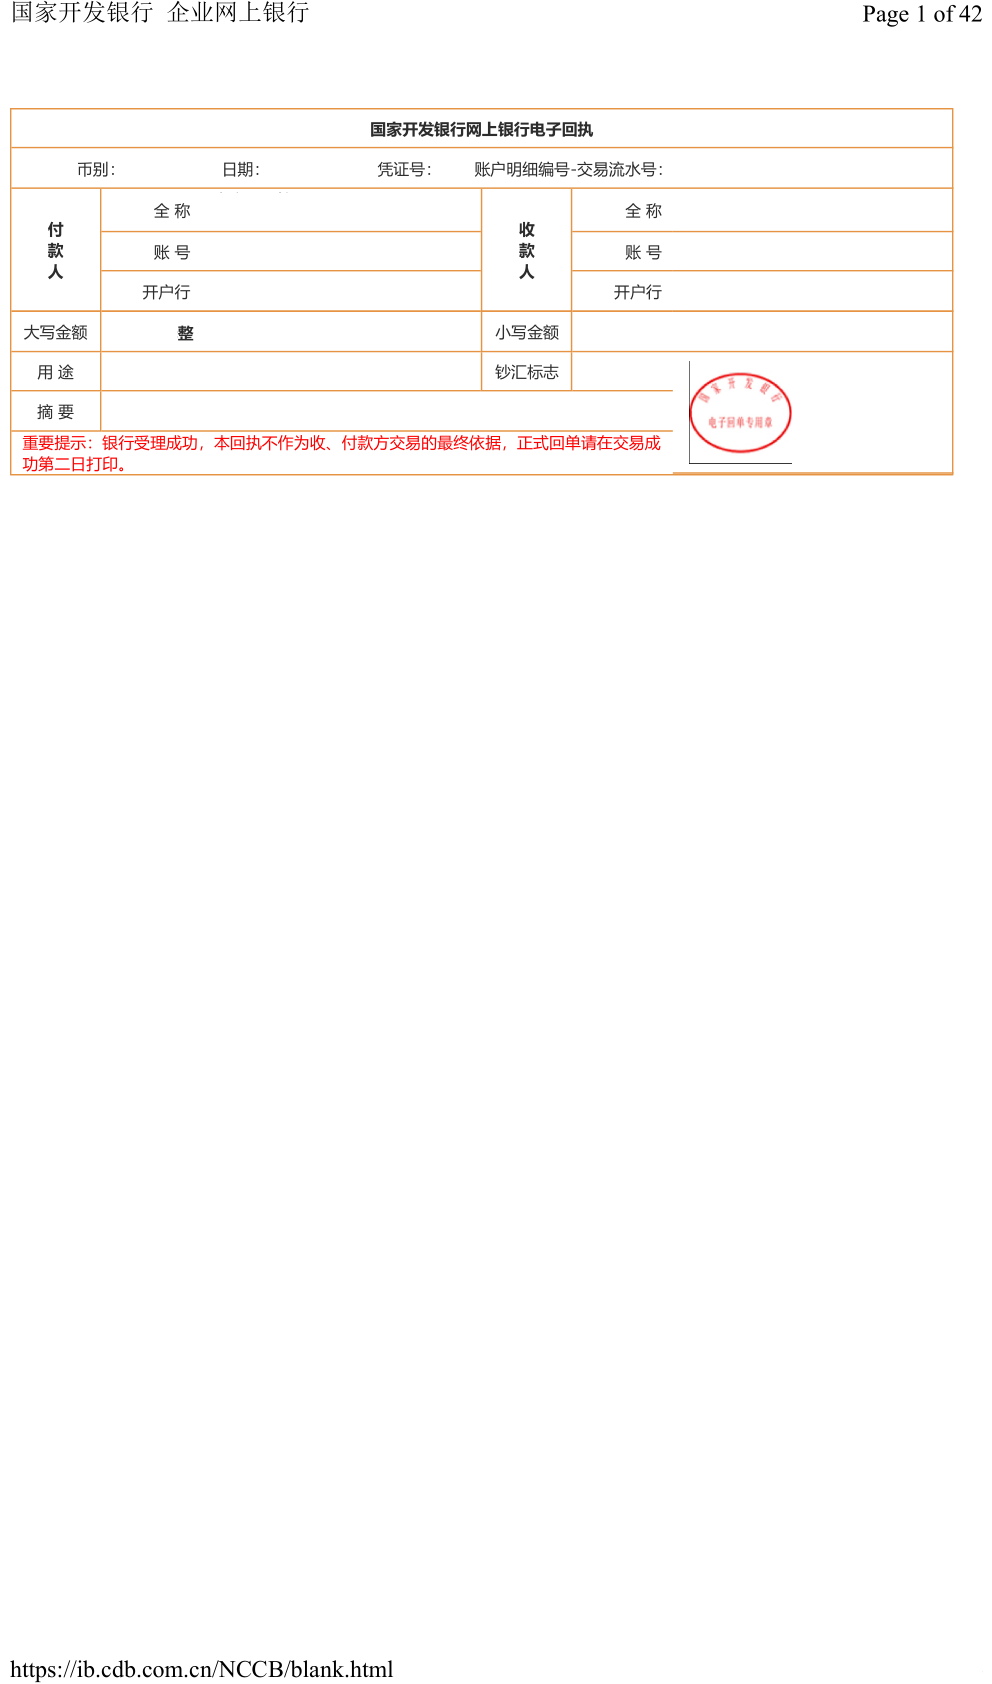 国家开发银行 企业网上银行
Page 1 of 42
国家开发银行网上银行电子回执
币别： 日期： 凭证号： 账户明细编号-交易流水号：
付款人 全 称 收款人 全 称
账 号 账 号
开户行 开户行
大写金额 整 小写金额
用 途 钞汇标志
摘 要
国家开发银行
电子回单专用章
重要提示：银行受理成功，本回执不作为收、付款方交易的最终依据，正式回单请在交易成
功第二日打印。
https://ib.cdb.com.cn/NCCB/blank.html